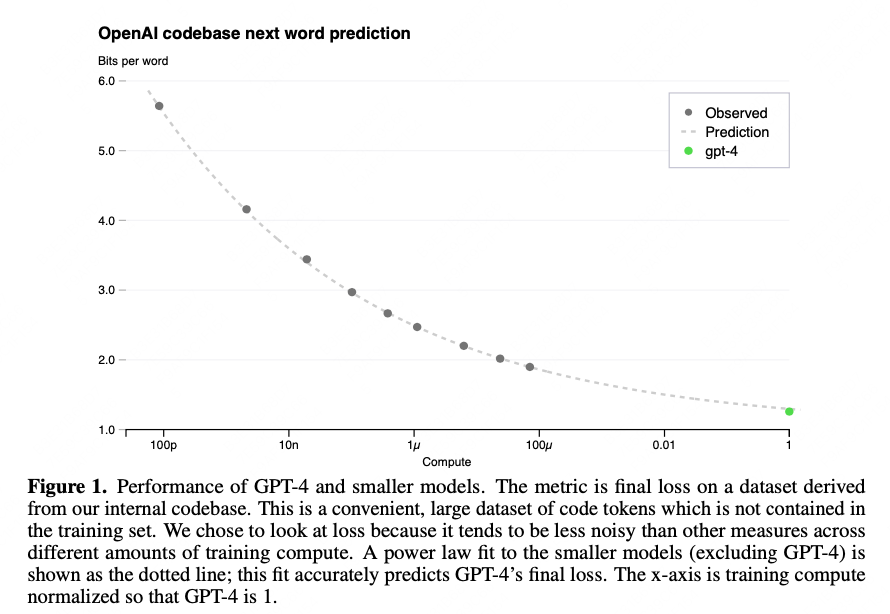 OpenAI codebase next word prediction
Bits per word
6.0
5.0
4.0
3.0
2.0
1.0
Observed
Prediction
gpt-4
100p
10n
1µ
100µ
0.01
1
Compute
Figure 1. Performance of GPT-4 and smaller models. The metric is final loss on a dataset derived
from our internal codebase. This is a convenient, large dataset of code tokens which is not contained in
the training set. We chose to look at loss because it tends to be less noisy than other measures across
different amounts of training compute. A power law fit to the smaller models (excluding GPT-4) is
shown as the dotted line; this fit accurately predicts GPT-4's final loss. The x-axis is training compute
normalized so that GPT-4 is 1.